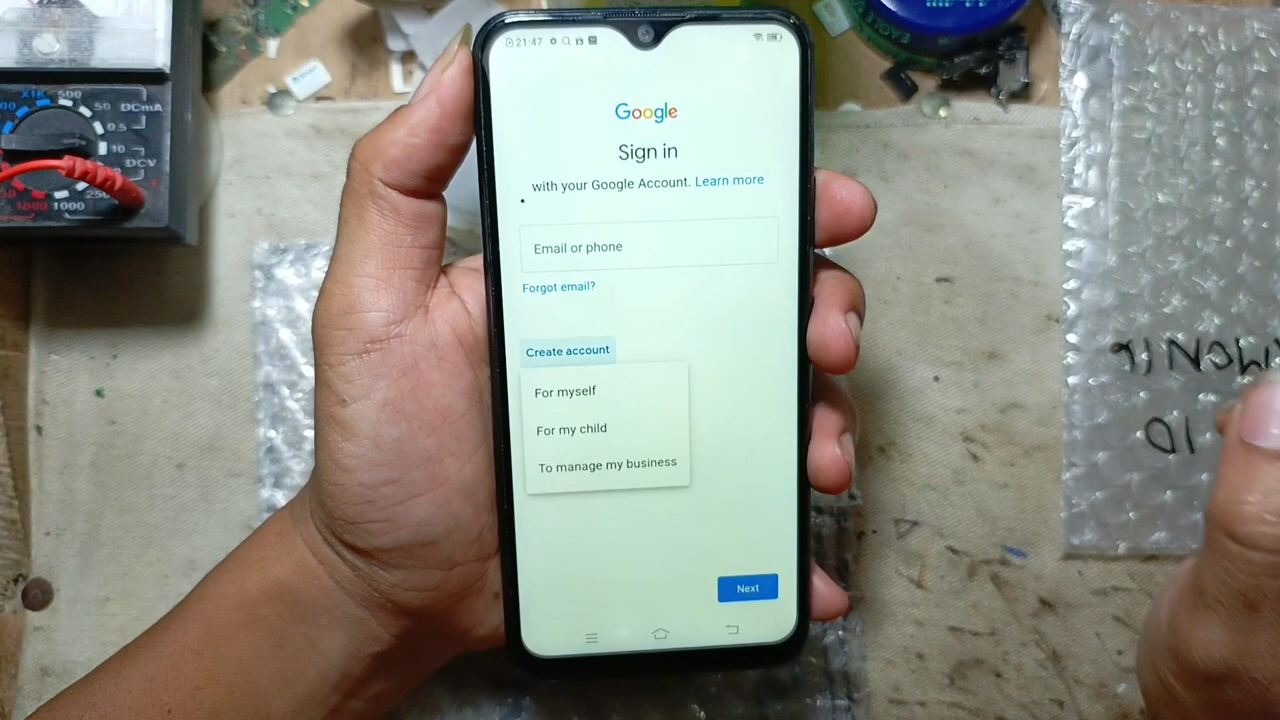 21:47
Google
Sign in
with your Google Account. Learn more
Email or phone
Forgot email?
Create account
For myself
For my child
To manage my business
Next
X1K 500
50 DCmA
0.5
10
DCV
250
1000 1000